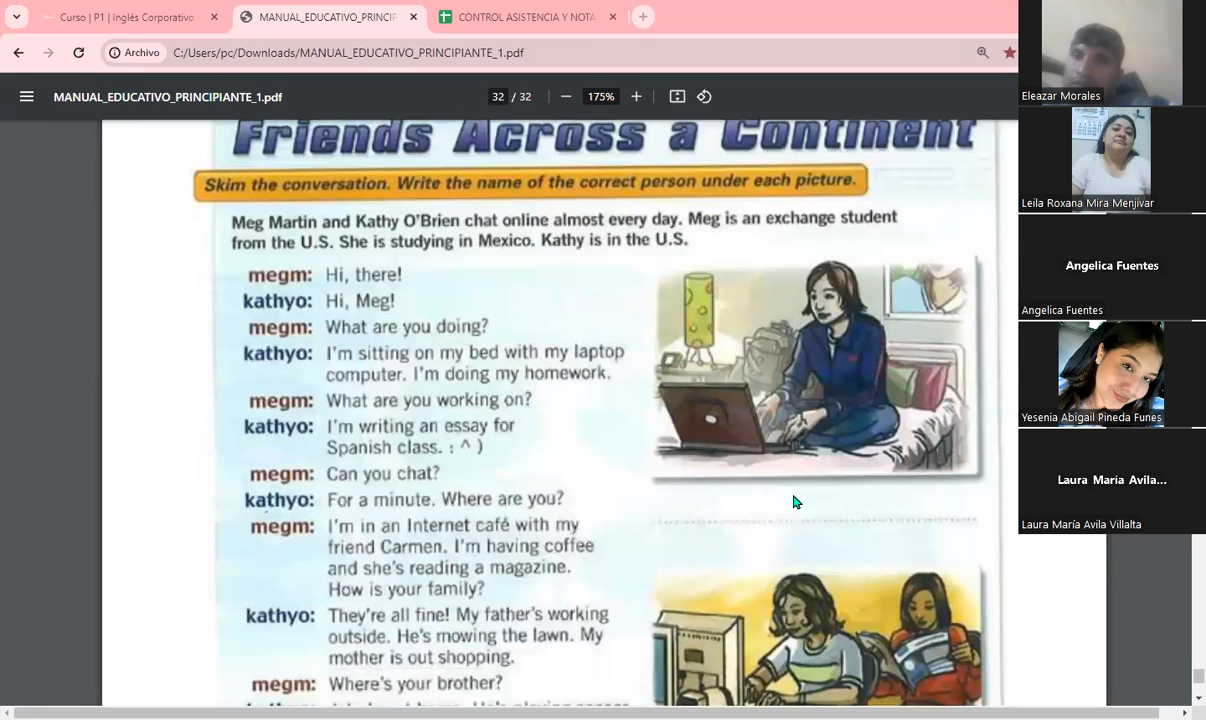 Curso | P1 | Inglés Corporativo
MANUAL_EDUCATIVO_PRINCIP
CONTROL ASISTENCIA Y NOTA
Archivo
C:/Users/pc/Downloads/MANUAL_EDUCATIVO_PRINCIPIANTE_1.pdf
MANUAL_EDUCATIVO_PRINCIPIANTE_1.pdf
32 / 32
175%
Friends Across a Continent
Skim the conversation. Write the name of the correct person under each picture.
Meg Martin and Kathy O'Brien chat online almost every day. Meg is an exchange student
from the U.S. She is studying in Mexico. Kathy is in the U.S.
megm: Hi, there!
kathyo: Hi, Meg!
megm: What are you doing?
kathyo: I'm sitting on my bed with my laptop
computer. I'm doing my homework.
megm: What are you working on?
kathyo: I'm writing an essay for
Spanish class. : ^ )
megm: Can you chat?
kathyo: For a minute. Where are you?
megm: I'm in an Internet café with my
friend Carmen. I'm having coffee
and she's reading a magazine.
How is your family?
kathyo: They're all fine! My father's working
outside. He's mowing the lawn. My
mother is out shopping.
megm: Where's your brother?
Eleazar Morales
Leila Roxana Mira Menjivar
Angelica Fuentes
Angelica Fuentes
Yesenia Abigail Pineda Funes
Laura María Avila...
Laura María Avila Villalta